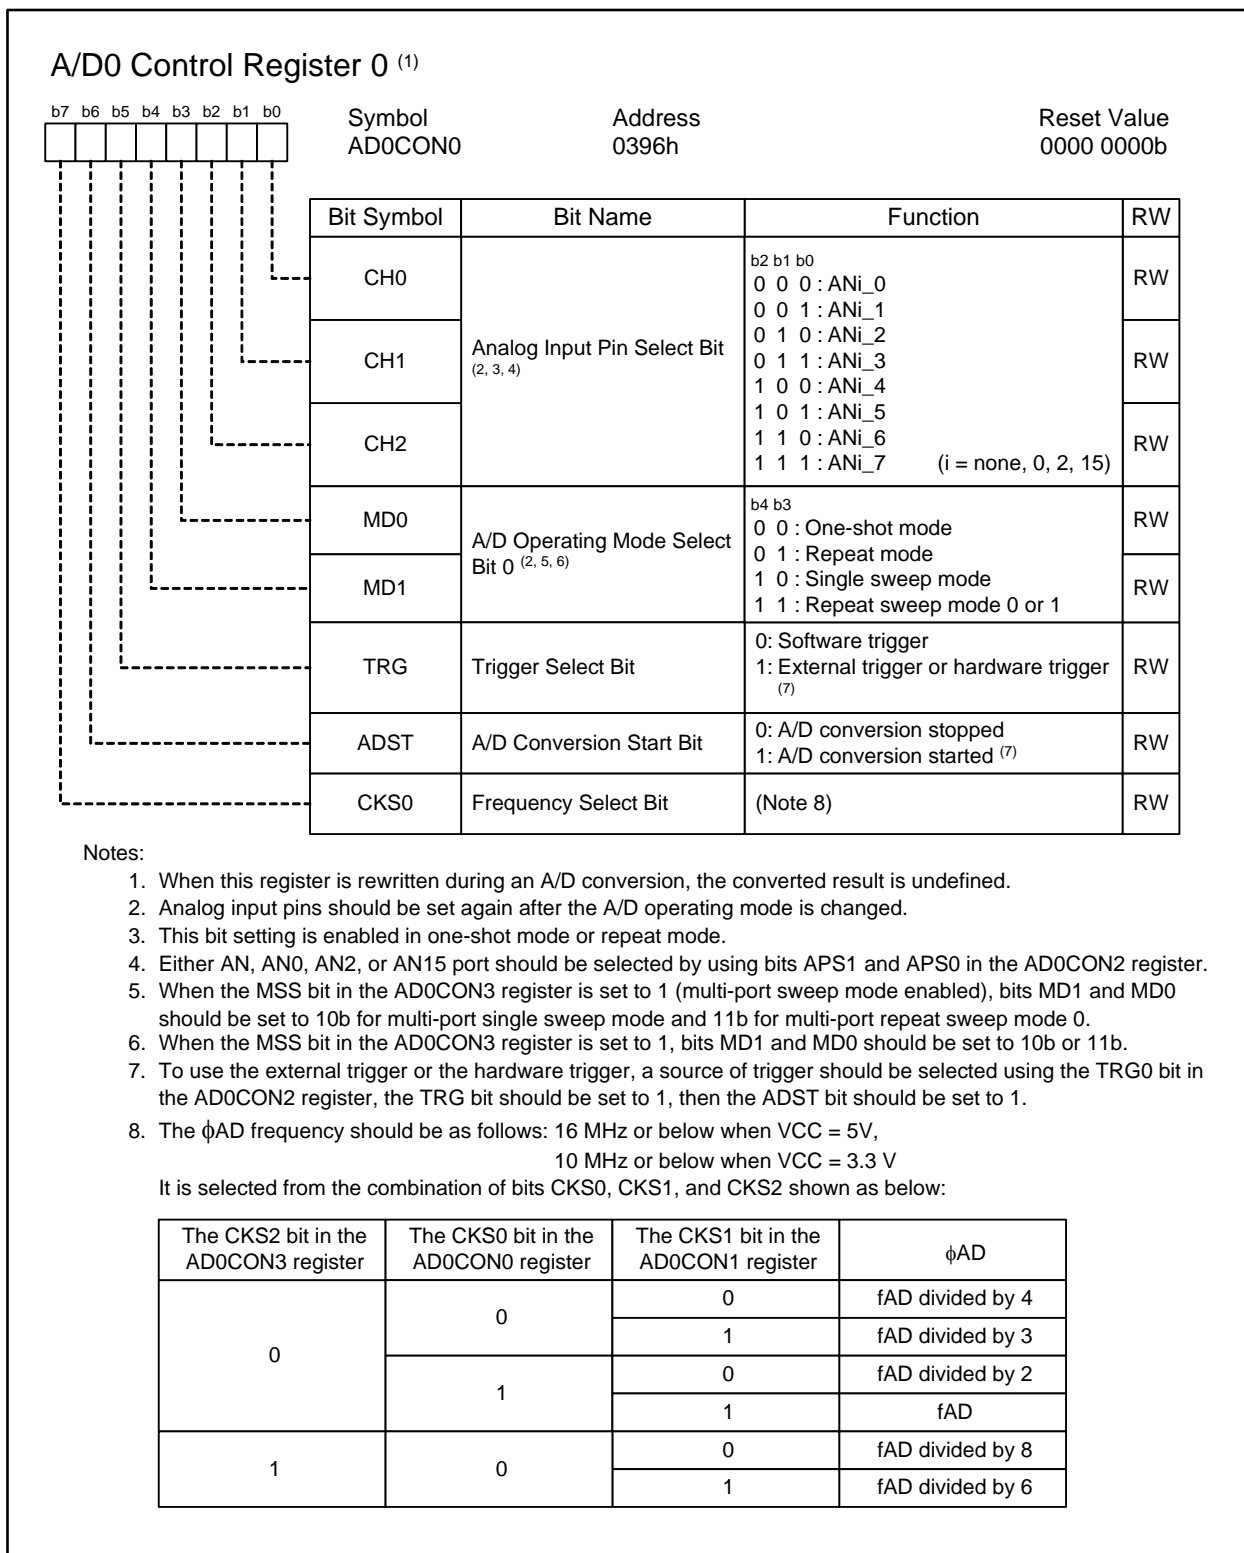 A/D0 Control Register 0 (1)
b7 b6 b5 b4 b3 b2 b1 b0
Symbol Address Reset Value
AD0CON0 0396h 0000 0000b
Bit Symbol Bit Name Function RW
CH0 RW
CH1 RW
CH2 RW
Analog Input Pin Select Bit
(2, 3, 4)
b2 b1 b0
0 0 0 : ANi_0
0 0 1 : ANi_1
0 1 0 : ANi_2
0 1 1 : ANi_3
1 0 0 : ANi_4
1 0 1 : ANi_5
1 1 0 : ANi_6
1 1 1 : ANi_7 (i = none, 0, 2, 15)
MD0 RW
MD1 RW
A/D Operating Mode Select
Bit 0 (2, 5, 6)
b4 b3
0 0 : One-shot mode
0 1 : Repeat mode
1 0 : Single sweep mode
1 1 : Repeat sweep mode 0 or 1
TRG Trigger Select Bit RW
0: Software trigger
1: External trigger or hardware trigger
(7)
ADST A/D Conversion Start Bit RW
0: A/D conversion stopped
1: A/D conversion started (7)
CKS0 Frequency Select Bit (Note 8) RW
Notes:
1. When this register is rewritten during an A/D conversion, the converted result is undefined.
2. Analog input pins should be set again after the A/D operating mode is changed.
3. This bit setting is enabled in one-shot mode or repeat mode.
4. Either AN, AN0, AN2, or AN15 port should be selected by using bits APS1 and APS0 in the AD0CON2 register.
5. When the MSS bit in the AD0CON3 register is set to 1 (multi-port sweep mode enabled), bits MD1 and MD0
should be set to 10b for multi-port single sweep mode and 11b for multi-port repeat sweep mode 0.
6. When the MSS bit in the AD0CON3 register is set to 1, bits MD1 and MD0 should be set to 10b or 11b.
7. To use the external trigger or the hardware trigger, a source of trigger should be selected using the TRG0 bit in
the AD0CON2 register, the TRG bit should be set to 1, then the ADST bit should be set to 1.
8. The ϕAD frequency should be as follows: 16 MHz or below when VCC = 5V,
10 MHz or below when VCC = 3.3 V
It is selected from the combination of bits CKS0, CKS1, and CKS2 shown as below:
The CKS2 bit in the The CKS0 bit in the The CKS1 bit in the ϕAD
AD0CON3 register AD0CON0 register AD0CON1 register
0 0 0 fAD divided by 4
1 fAD divided by 3
1 0 fAD divided by 2
1 fAD
1 0 0 fAD divided by 8
1 fAD divided by 6